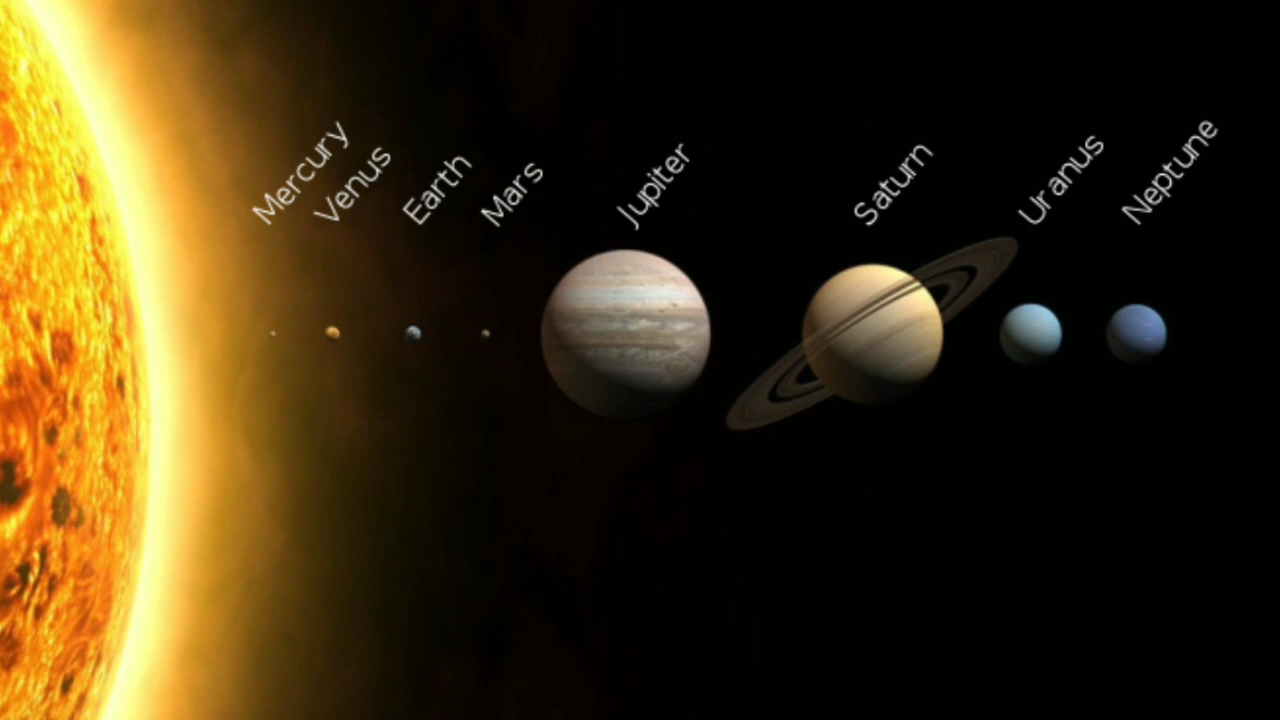 Mercury
Venus
Earth
Mars
Jupiter
Saturn
Uranus
Neptune